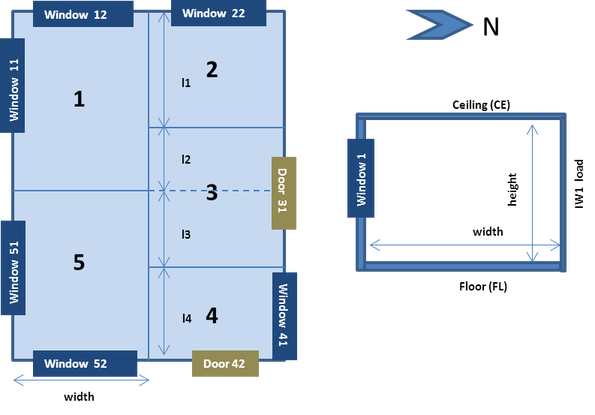 Window 12
Window 22
N
Window 11
1
2
l1
Ceiling (CE)
l2
3
Door 31
Window 1
height
IW1 load
width
Window 51
5
l3
Floor (FL)
l4
4
Window 41
Window 52
Door 42
width